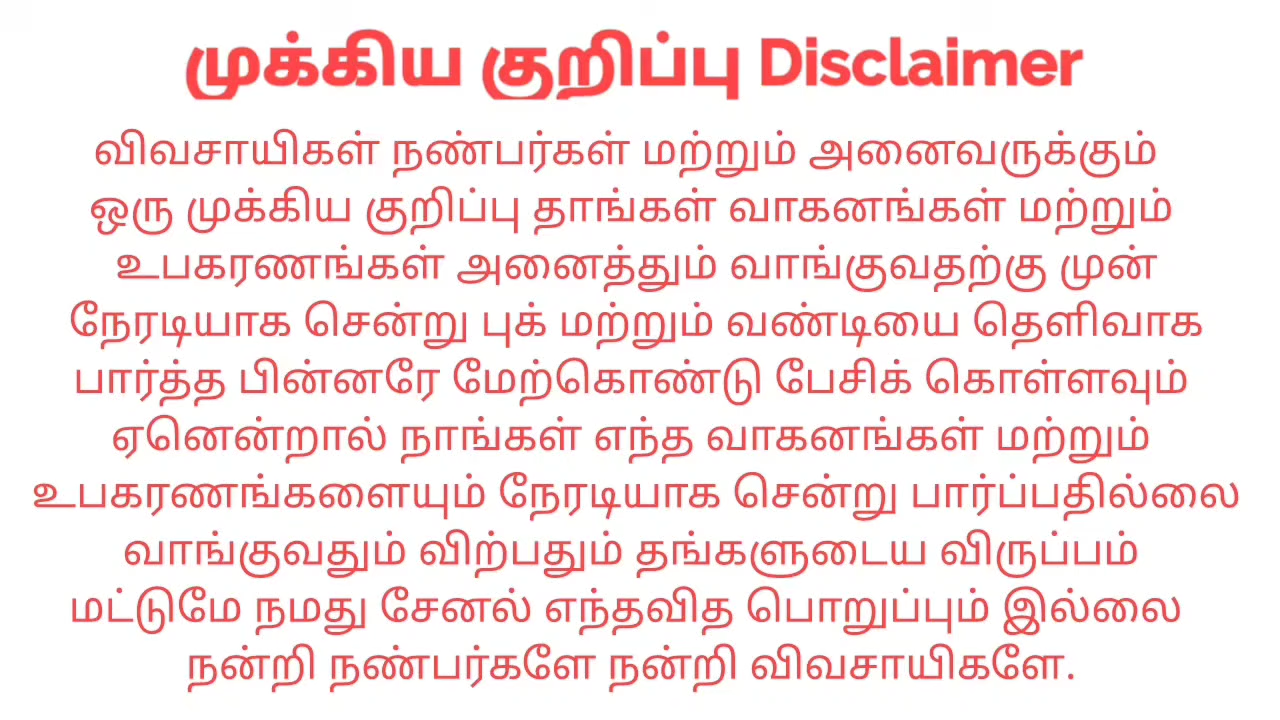 முக்கிய குறிப்பு Disclaimer
விவசாயிகள் நண்பர்கள் மற்றும் அனைவருக்கும்
ஒரு முக்கிய குறிப்பு தாங்கள் வாகனங்கள் மற்றும்
உபகரணங்கள் அனைத்தும் வாங்குவதற்கு முன்
நேரடியாக சென்று புக் மற்றும் வண்டியை தெளிவாக
பார்த்த பின்னரே மேற்கொண்டு பேசிக் கொள்ளவும்
ஏனென்றால் நாங்கள் எந்த வாகனங்கள் மற்றும்
உபகரணங்களையும் நேரடியாக சென்று பார்ப்பதில்லை
வாங்குவதும் விற்பதும் தங்களுடைய விருப்பம்
மட்டுமே நமது சேனல் எந்தவித பொறுப்பும் இல்லை
நன்றி நண்பர்களே நன்றி விவசாயிகளே.